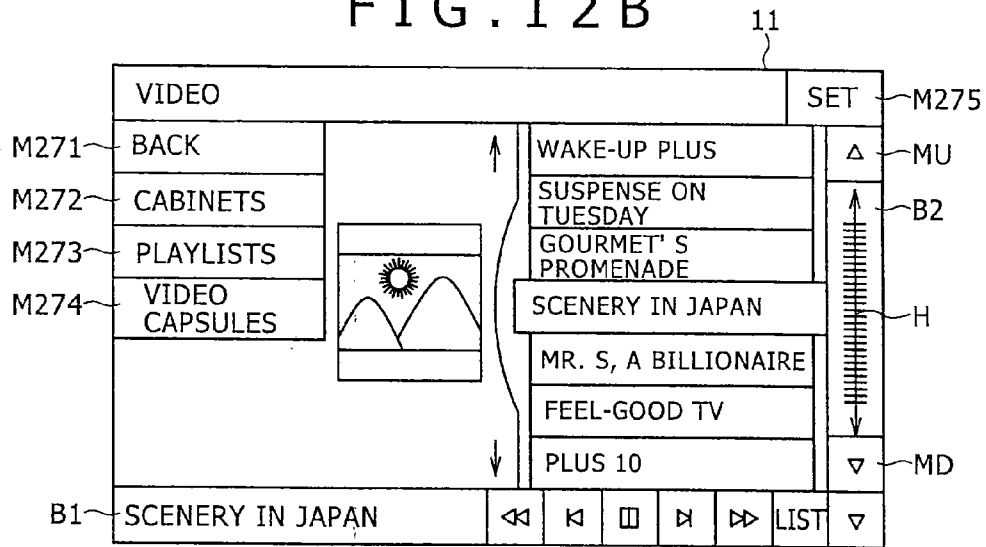 FIG.12B
11
VIDEO
SET
M275
M271
BACK
M272
CABINETS
M273
PLAYLISTS
M274
VIDEO
CAPSULES
WAKE-UP PLUS
SUSPENSE ON
TUESDAY
GOURMET' S
PROMENADE
SCENERY IN JAPAN
MR. S, A BILLIONAIRE
FEEL-GOOD TV
PLUS 10
MU
B2
H
MD
B1
SCENERY IN JAPAN
LIST